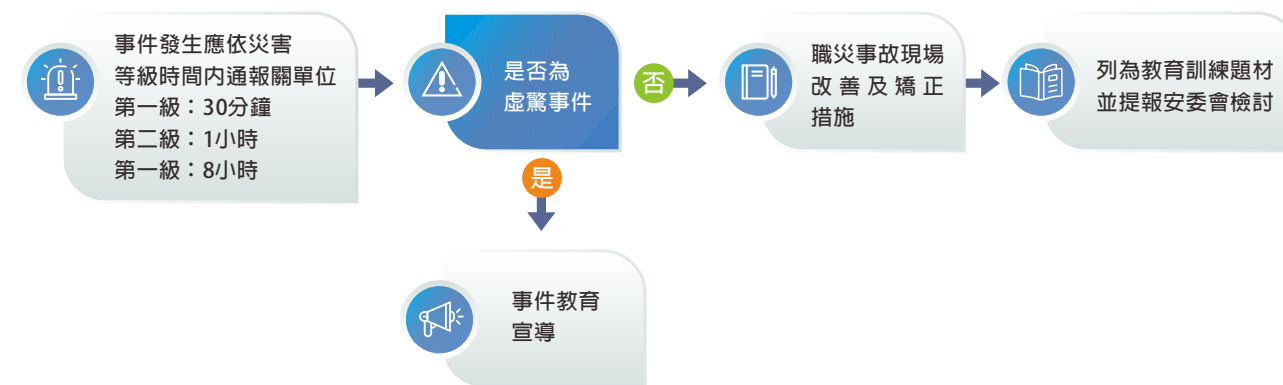 事件發生應依災害
等級時間內通報關單位
第一級：30分鐘
第二級：1小時
第一級：8小時
是否為
虛驚事件
否
職災事故現場
改善及矯正
措施
列為教育訓練題材
並提報安委會檢討
是
事件教育
宣導